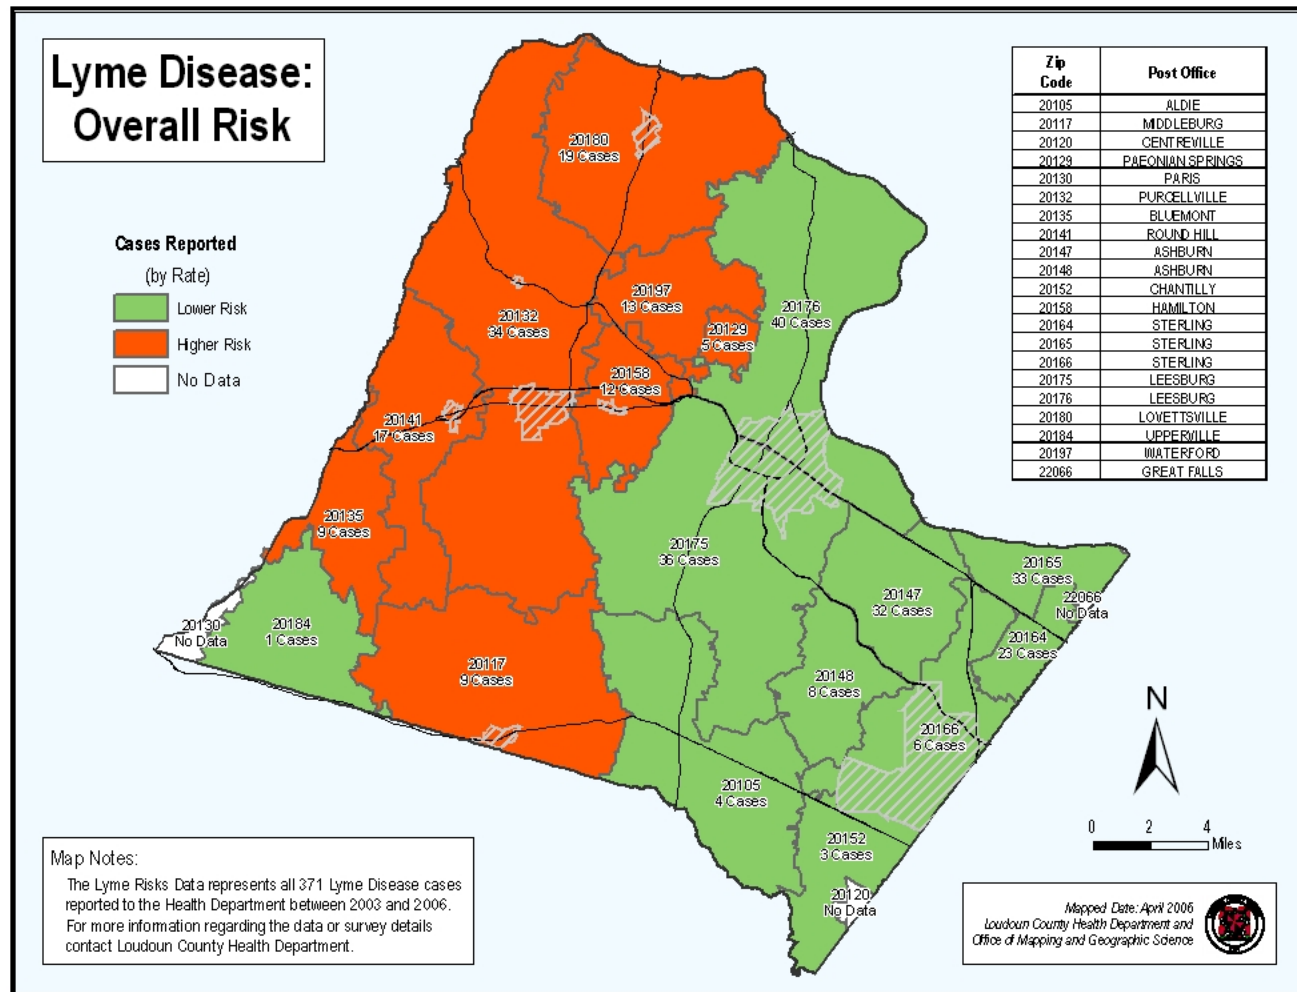 Lyme Disease:
Overall Risk
Cases Reported
(by Rate)
Lower Risk
Higher Risk
No Data
20180
19 Cases
20197
13 Cases
20176
40 Cases
20132
34 Cases
20129
5 Cases
20158
12 Cases
20141
17 Cases
20135
9 Cases
20175
36 Cases
20165
33 Cases
20147
32 Cases
22066
No Data
20130
No Data
20184
1 Cases
20164
23 Cases
20117
9 Cases
20148
8 Cases
20166
6 Cases
20105
4 Cases
20152
3 Cases
20120
No Data
Zip Code Post Office
20105 ALDIE
20117 MIDDLEBURG
20120 CENTREVILLE
20129 PAEONIAN SPRINGS
20130 PARIS
20132 PURCELLVILLE
20135 BLUEMONT
20141 ROUND HILL
20147 ASHBURN
20148 ASHBURN
20152 CHANTILLY
20158 HAMILTON
20164 STERLING
20165 STERLING
20166 STERLING
20175 LEESBURG
20176 LEESBURG
20180 LOVETTSVILLE
20184 UPPERVILLE
20197 WATERFORD
22066 GREAT FALLS
N
0 2 4
Miles
Map Notes:
The Lyme Risks Data represents all 371 Lyme Disease cases
reported to the Health Department between 2003 and 2006.
For more information regarding the data or survey details
contact Loudoun County Health Department.
Mapped Date: April 2006
Loudoun County Health Department and
Office of Mapping and Geographic Science